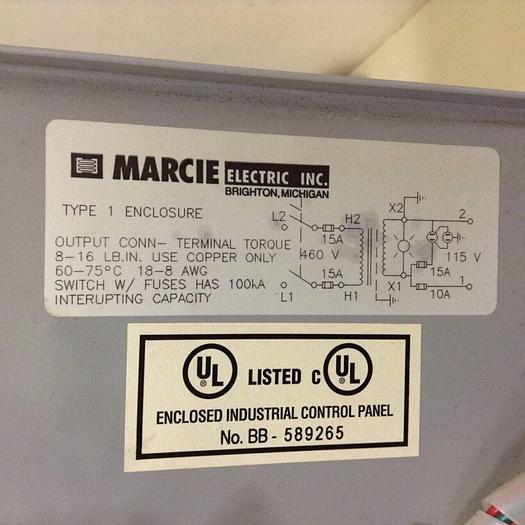 MARCIE ELECTRIC INC.
BRIGHTON, MICHIGAN
TYPE 1 ENCLOSURE
OUTPUT CONN- TERMINAL TORQUE
8-16 LB.IN. USE COPPER ONLY
60-75°C 18-8 AWG
SWITCH W/ FUSES HAS 100kA
INTERUPTING CAPACITY
L2
H2
X2
2
15A
460 V
115 V
15A
15A
L1
H1
X1
10A
1
UL LISTED C UL
ENCLOSED INDUSTRIAL CONTROL PANEL
No. BB - 589265